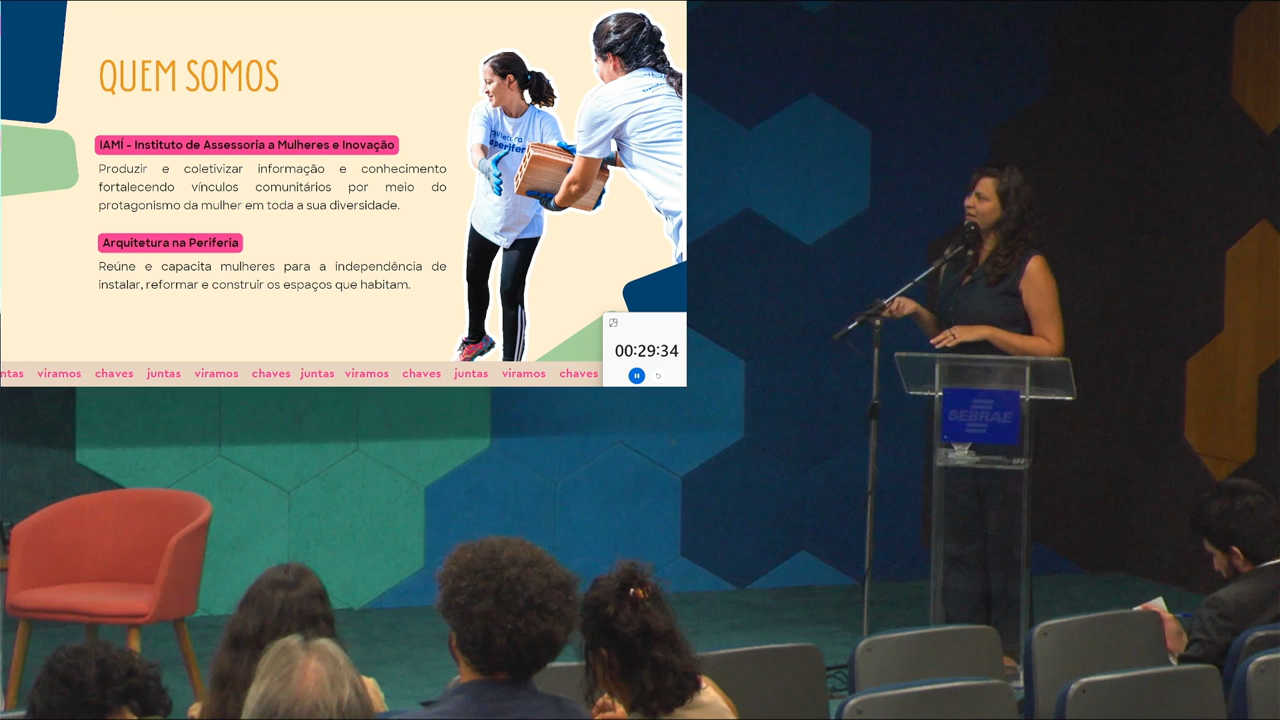 QUEM SOMOS
IAMÍ - Instituto de Assessoria a Mulheres e Inovação
Produzir e coletivizar informação e conhecimento
fortalecendo vínculos comunitários por meio do
protagonismo da mulher em toda a sua diversidade.
Arquitetura na Periferia
Reúne e capacita mulheres para a independência de
instalar, reformar e construir os espaços que habitam.
00:29:34
ntas viramos chaves juntas viramos chaves juntas viramos chaves juntas viramos chaves
SEBRAE